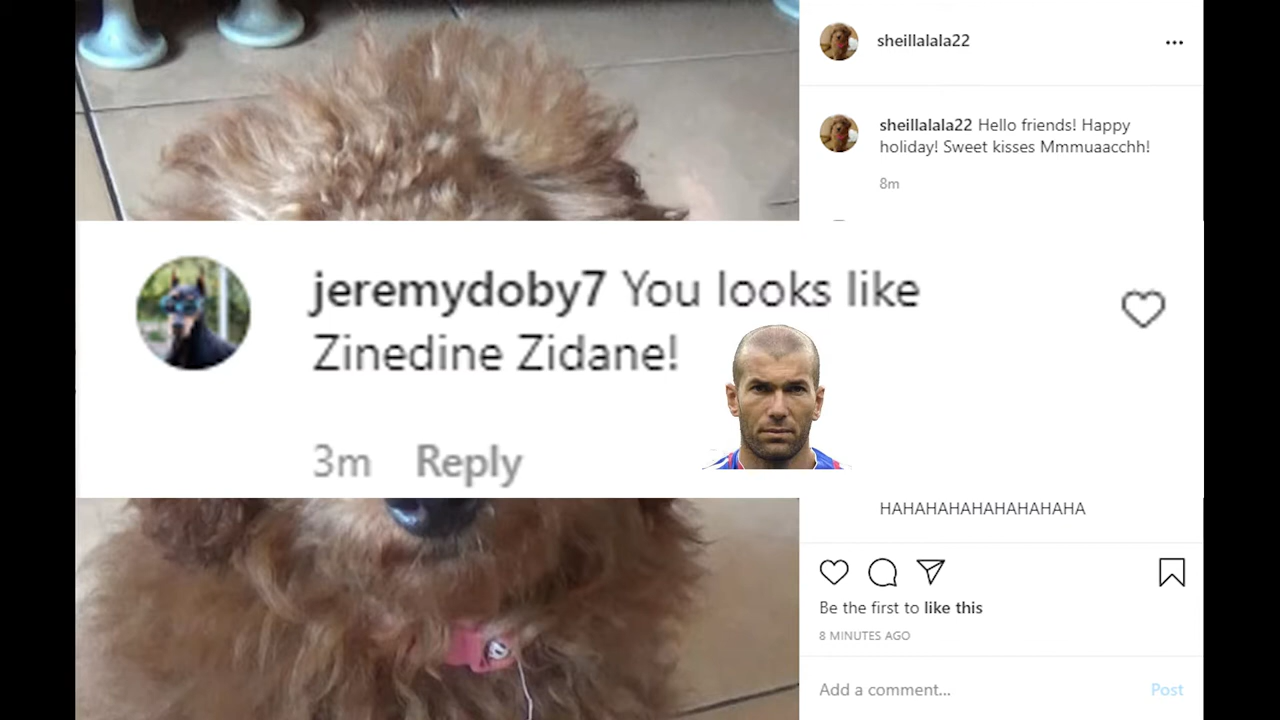 sheillalala22
sheillalala22 Hello friends! Happy
holiday! Sweet kisses Mmmuaacchh!
8m
jeremydoby7 You looks like
Zinedine Zidane!
3m Reply
HAHAHAHAHAHAHAHAHA
Be the first to like this
8 MINUTES AGO
Add a comment... Post